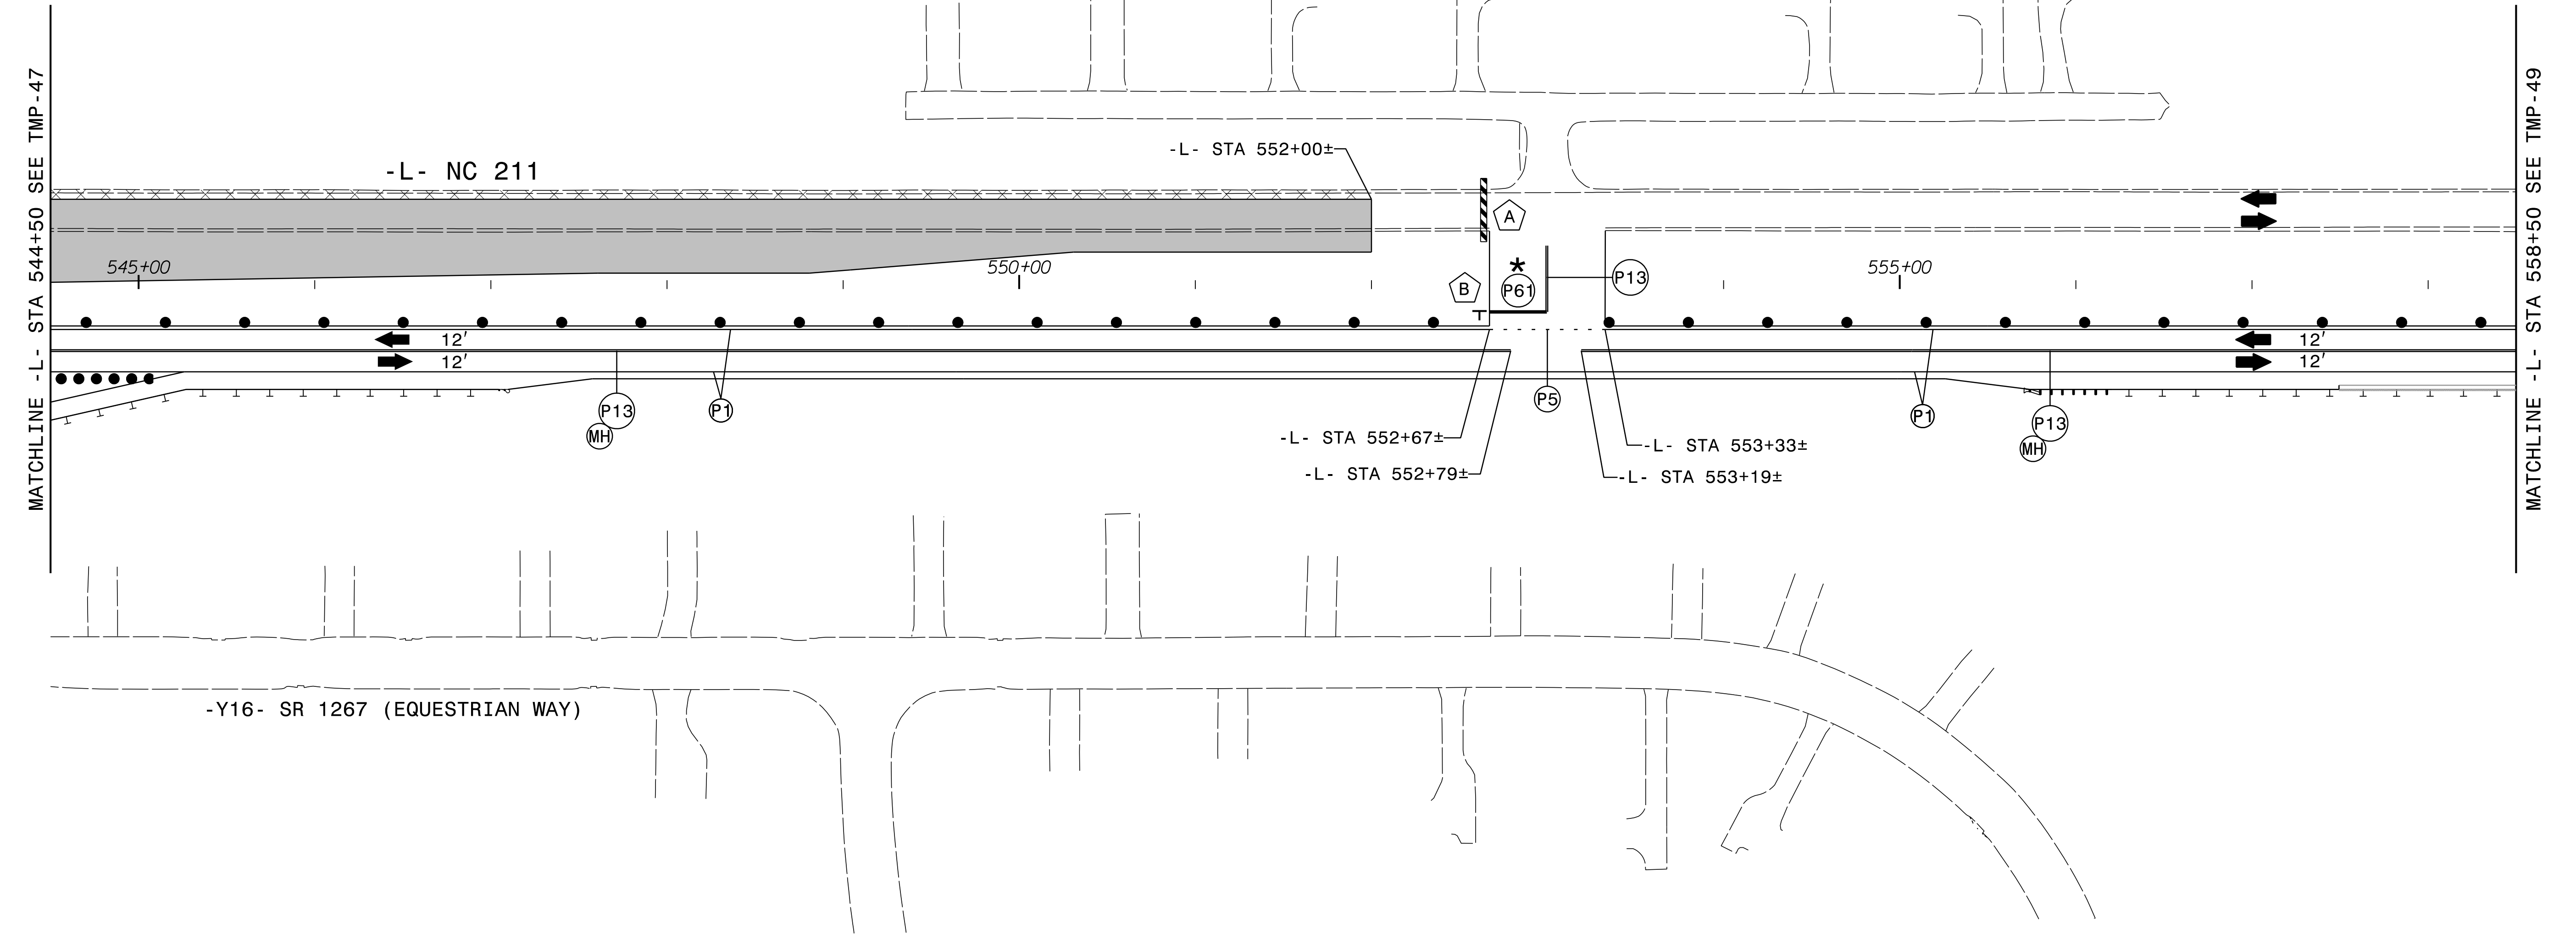 MATCHLINE -L- STA 544+50 SEE TMP-47
MATCHLINE -L- STA 558+50 SEE TMP-49
-L- STA 552+00±
-L- NC 211
A
545+00
550+00
555+00
*
B
P61
P13
12'
12'
12'
12'
P13
MH
P1
P5
P1
P13
MH
-L- STA 552+67±
-L- STA 553+33±
-L- STA 552+79±
-L- STA 553+19±
-Y16- SR 1267 (EQUESTRIAN WAY)